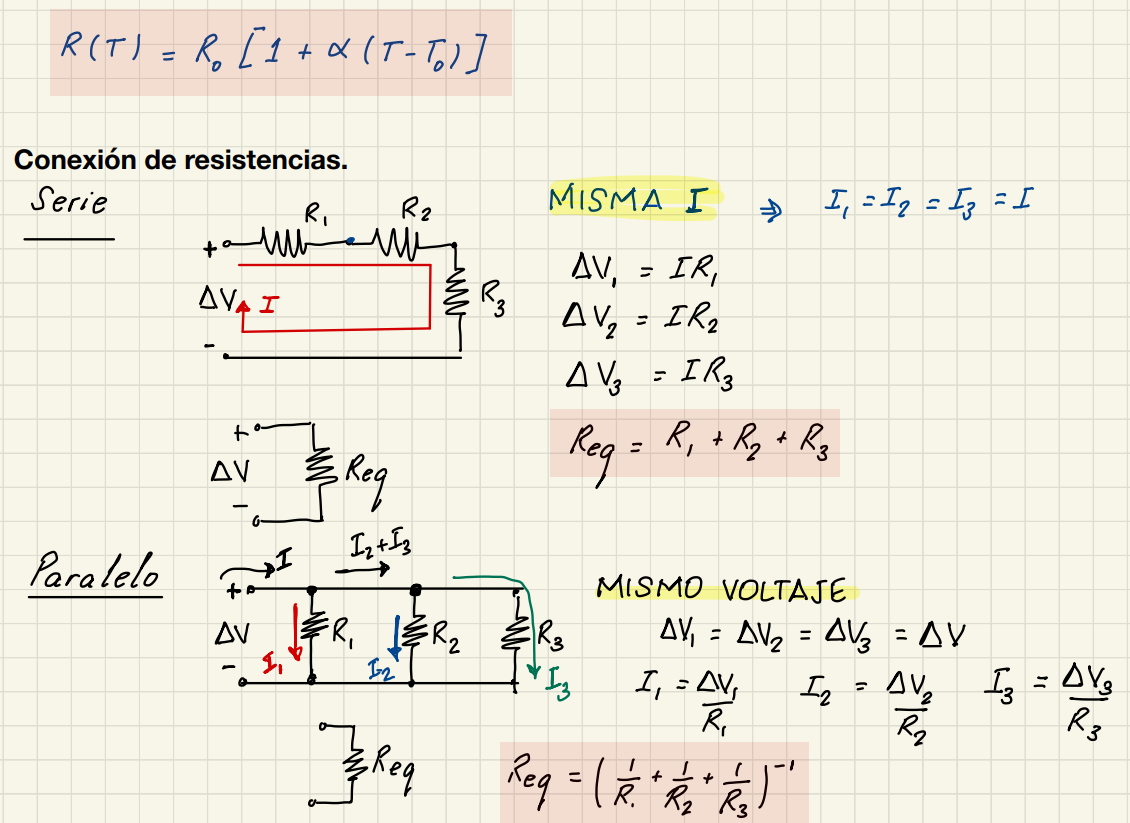 R(T) = R₀ [1 + α (T - T₀)]
Conexión de resistencias.
Serie
MISMA I ⇒ I₁ = I₂ = I₃ = I
R₁ R₂
+
ΔV I R₃
-
ΔV₁ = IR₁
ΔV₂ = IR₂
ΔV₃ = IR₃
Req = R₁ + R₂ + R₃
+
ΔV Req
-
Paralelo
I I₂+I₃
+
ΔV R₁ R₂ R₃
-
I₁ I₂ I₃
MISMO VOLTAJE
ΔV₁ = ΔV₂ = ΔV₃ = ΔV
I₁ = ΔV₁/R₁ I₂ = ΔV₂/R₂ I₃ = ΔV₃/R₃
Req
Req = (1/R. + 1/R₂ + 1/R₃)⁻¹